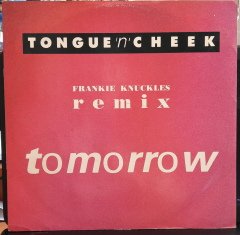 TONGUE'n'CHEEK
FRANKIE KNUCKLES
remix
tomorrow